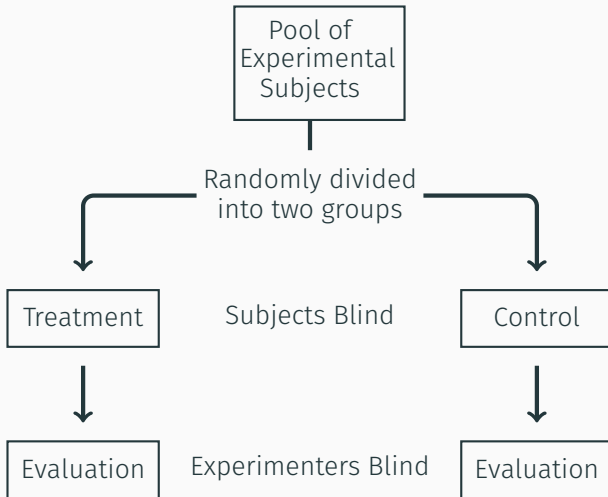 Pool of
Experimental
Subjects
Randomly divided
into two groups
Treatment
Subjects Blind
Control
Evaluation
Experimenters Blind
Evaluation